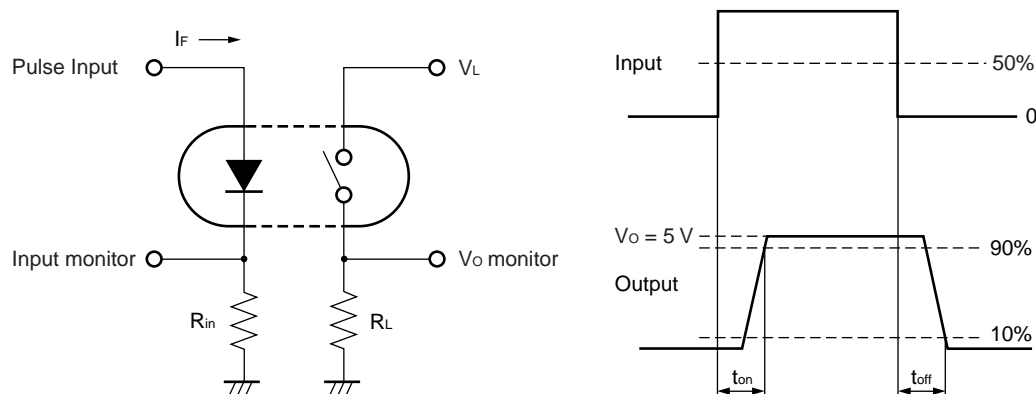 IF
Pulse Input
VL
Input monitor
VO monitor
Rin
RL
Input
50%
0
VO = 5 V
90%
Output
10%
ton
toff